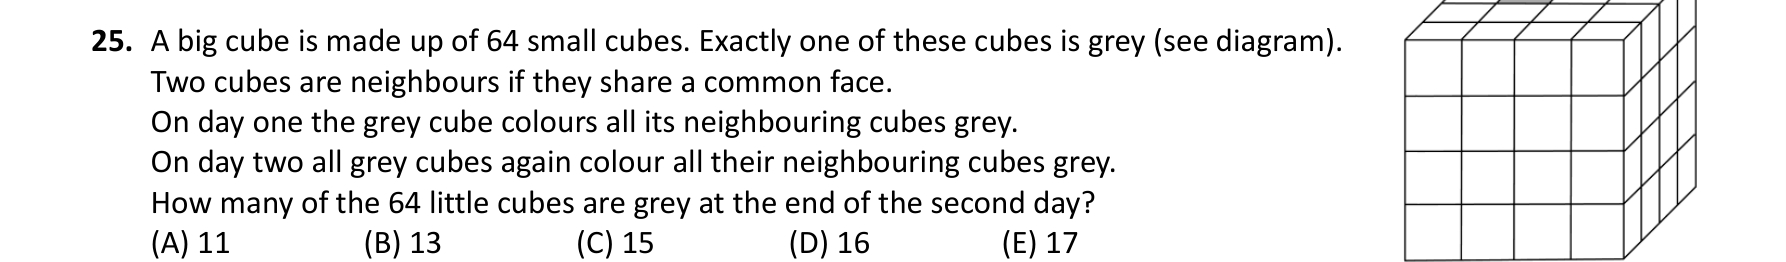 25. A big cube is made up of 64 small cubes. Exactly one of these cubes is grey (see diagram).
Two cubes are neighbours if they share a common face.
On day one the grey cube colours all its neighbouring cubes grey.
On day two all grey cubes again colour all their neighbouring cubes grey.
How many of the 64 little cubes are grey at the end of the second day?
(A) 11 (B) 13 (C) 15 (D) 16 (E) 17